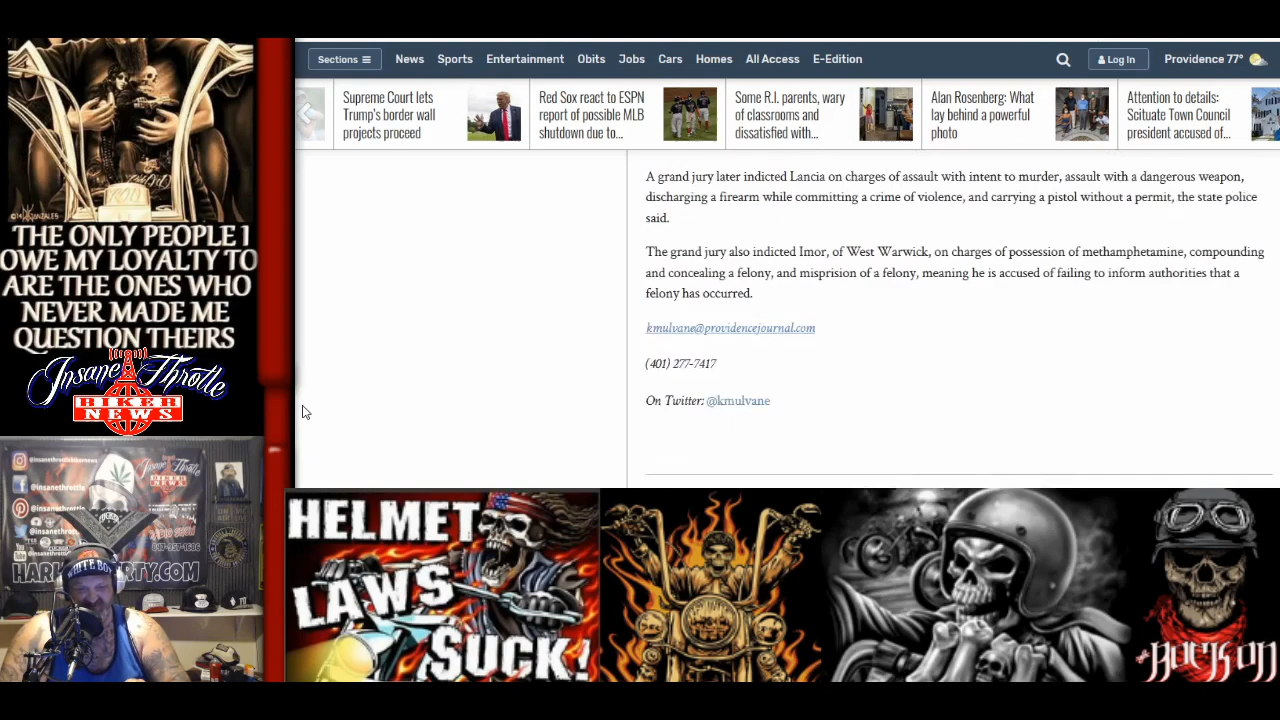 THE ONLY PEOPLE I
OWE MY LOYALTY TO
ARE THE ONES WHO
NEVER MADE ME
QUESTION THEIRS
Insane Throttle
BIKER
NEWS
@insanethrottlebikernews
@insanethrottle
Insane Throttle
WHITE BOY
Sections
News
Sports
Entertainment
Obits
Jobs
Cars
Homes
All Access
E-Edition
Log In
Providence 77°
Supreme Court lets
Trump's border wall
projects proceed
Red Sox react to ESPN
report of possible MLB
shutdown due to...
Some R.I. parents, wary
of classrooms and
dissatisfied with...
Alan Rosenberg: What
lay behind a powerful
photo
Attention to details:
Scituate Town Council
president accused of...
A grand jury later indicted Lancia on charges of assault with intent to murder, assault with a dangerous weapon,
discharging a firearm while committing a crime of violence, and carrying a pistol without a permit, the state police
said.
The grand jury also indicted Imor, of West Warwick, on charges of possession of methamphetamine, compounding
and concealing a felony, and misprision of a felony, meaning he is accused of failing to inform authorities that a
felony has occurred.
kmulvane@providencejournal.com
(401) 277-7417
On Twitter: @kmulvane
HELMET
LAWS
SUCK!